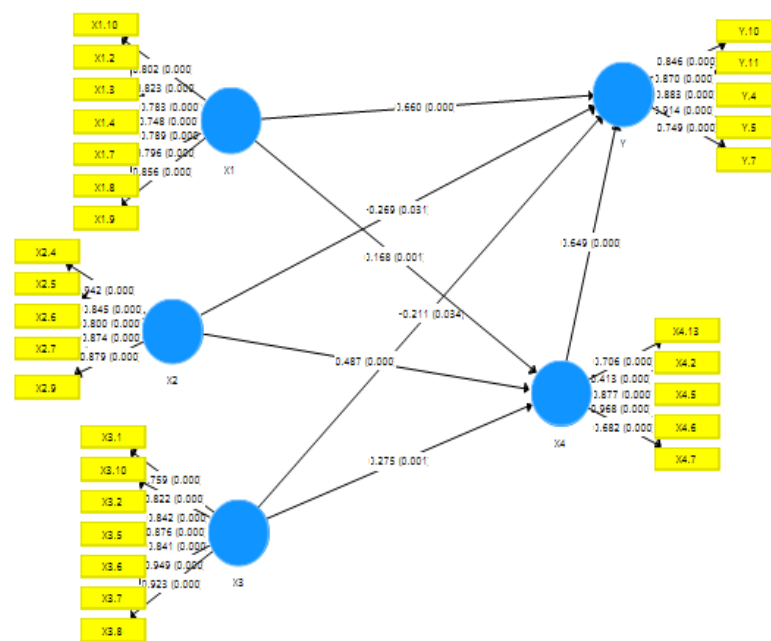 X1.10
X1.2
X1.3
X1.4
X1.7
X1.8
X1.9
0.802 (0.000
0.823 (0.000
0.783 (0.000
0.748 (0.000
0.789 (0.000
0.796 (0.000
0.856 (0.000
X1
0.660 (0.000
Y.10
Y.11
Y.4
Y.5
Y.7
0.846 (0.000
0.870 (0.000
0.883 (0.000
0.914 (0.000
0.749 (0.000
Y
-0.269 (0.031
0.168 (0.001
0.649 (0.000
-0.211 (0.034
X2.4
X2.5
X2.6
X2.7
X2.9
.942 (0.000
0.845 (0.000
0.800 (0.000
0.874 (0.000
0.879 (0.000
X2
0.487 (0.000
X4.13
X4.2
X4.5
X4.6
X4.7
0.706 (0.000
0.413 (0.000
0.877 (0.000
0.968 (0.000
0.682 (0.000
X4
0.275 (0.001
X3.1
X3.10
X3.2
X3.5
X3.6
X3.7
X3.8
.759 (0.000
0.822 (0.000
0.842 (0.000
0.876 (0.000
0.841 (0.000
0.949 (0.000
0.923 (0.000
X3